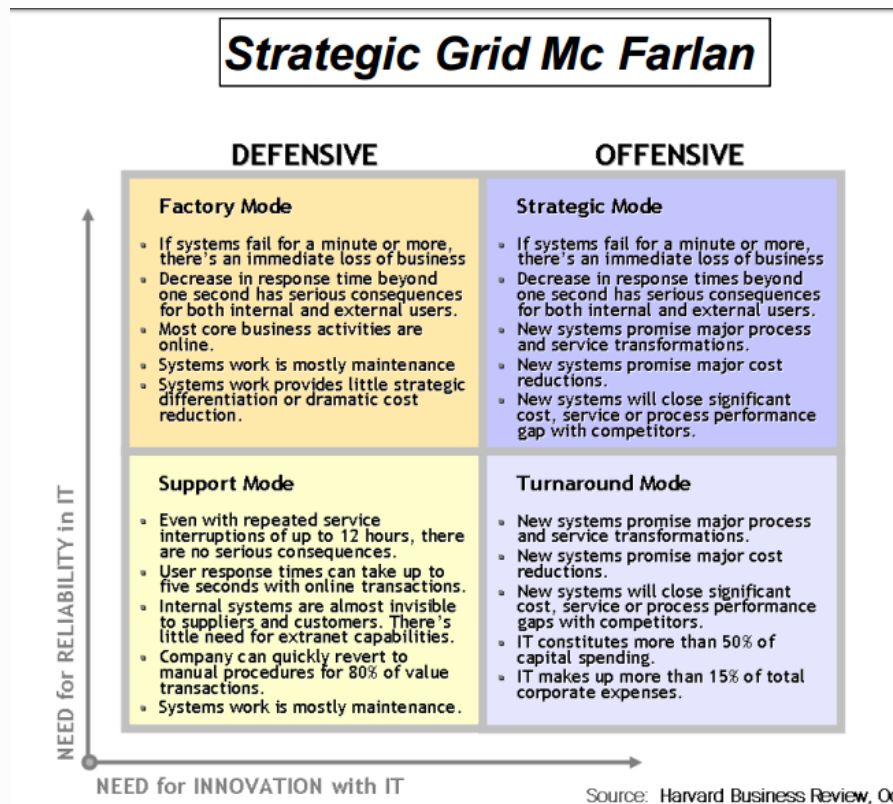 Strategic Grid Mc Farlan
DEFENSIVE
OFFENSIVE
Factory Mode
If systems fail for a minute or more,
there's an immediate loss of business
Decrease in response time beyond
one second has serious consequences
for both internal and external users.
Most core business activities are
online.
Systems work is mostly maintenance
Systems work provides little strategic
differentiation or dramatic cost
reduction.
Strategic Mode
If systems fail for a minute or more,
there's an immediate loss of business
Decrease in response times beyond
one second has serious consequences
for both internal and external users.
New systems promise major process
and service transformations.
New systems promise major cost
reductions.
New systems will close significant
cost, service or process performance
gap with competitors.
Support Mode
Even with repeated service
interruptions of up to 12 hours, there
are no serious consequences.
User response times can take up to
five seconds with online transactions.
Internal systems are almost invisible
to suppliers and customers. There's
little need for extranet capabilities.
Company can quickly revert to
manual procedures for 80% of value
transactions.
Systems work is mostly maintenance.
Turnaround Mode
New systems promise major process
and service transformations.
New systems promise major cost
reductions.
New systems will close significant
cost, service or process performance
gaps with competitors.
IT constitutes more than 50% of
capital spending.
IT makes up more than 15% of total
corporate expenses.
NEED for RELIABILITY in IT
NEED for INNOVATION with IT
Source: Harvard Business Review,